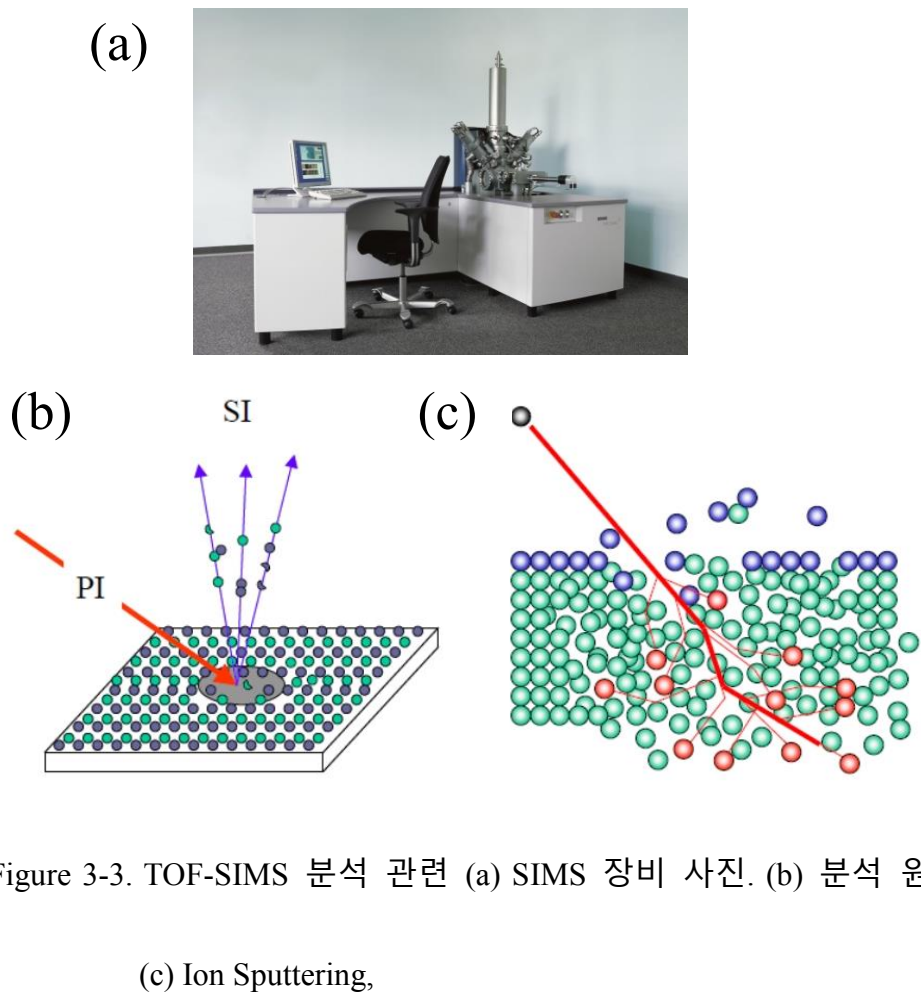 (a)
(b)
SI
(c)
PI
Figure 3-3. TOF-SIMS 분석 관련 (a) SIMS 장비 사진. (b) 분석
(c) Ion Sputtering,